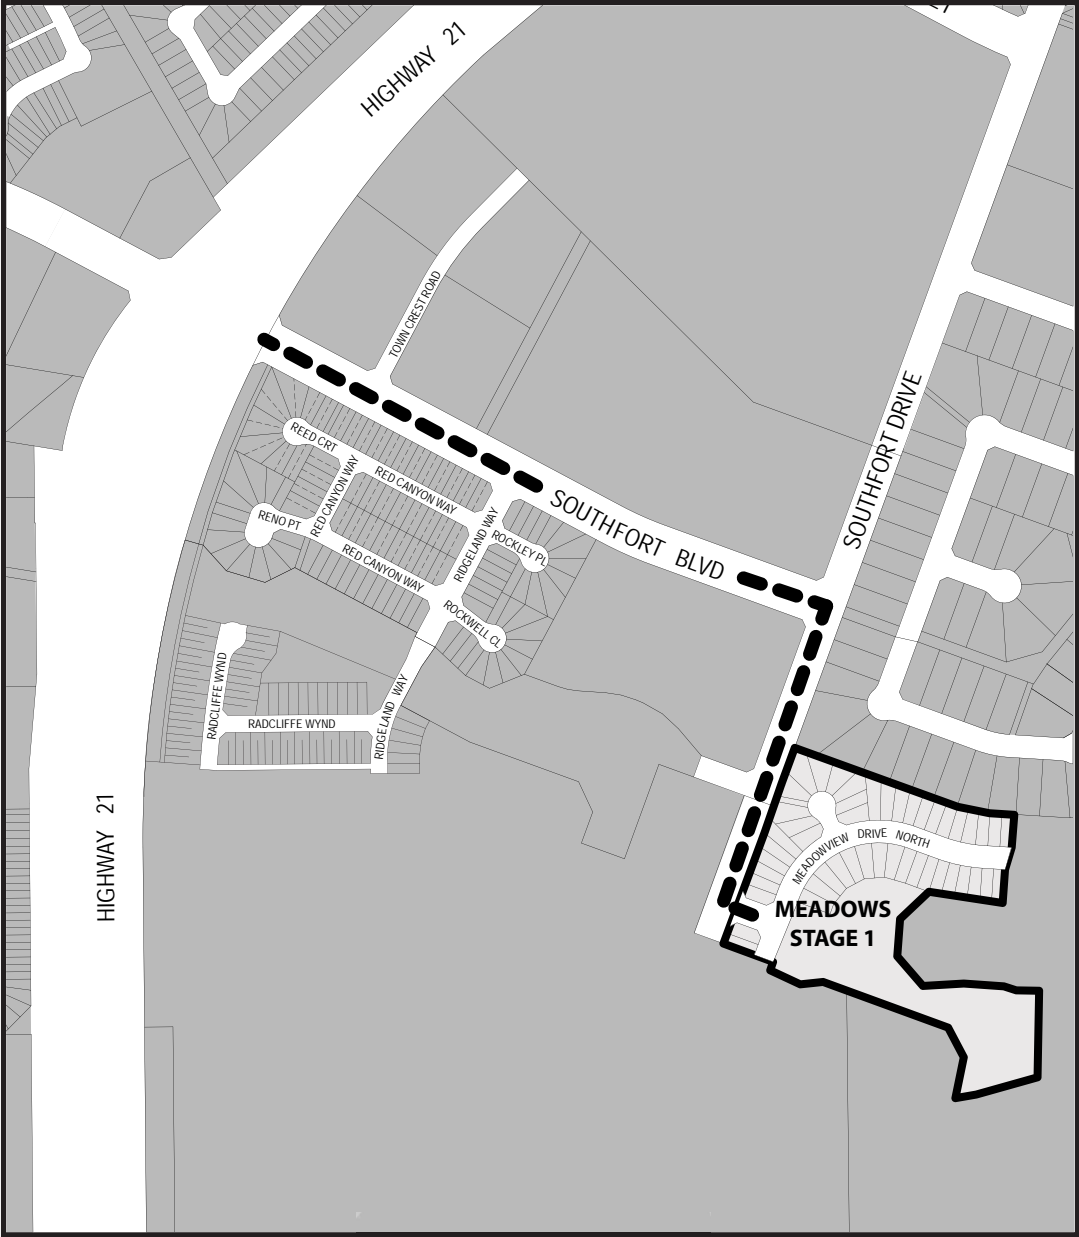 HIGHWAY 21
TOWN CREST ROAD
SOUTHFORT DRIVE
REED CRT
RED CANYON WAY
RED CANYON WAY
RENO PT
RIDGELAND WAY
ROCKLEY PL
SOUTHFORT BLVD
RED CANYON WAY
ROCKWELL CL
RADCLIFFE WYND
RIDGELAND WAY
RADCLIFFE WYND
HIGHWAY 21
MEADOWVIEW DRIVE NORTH
MEADOWS
STAGE 1